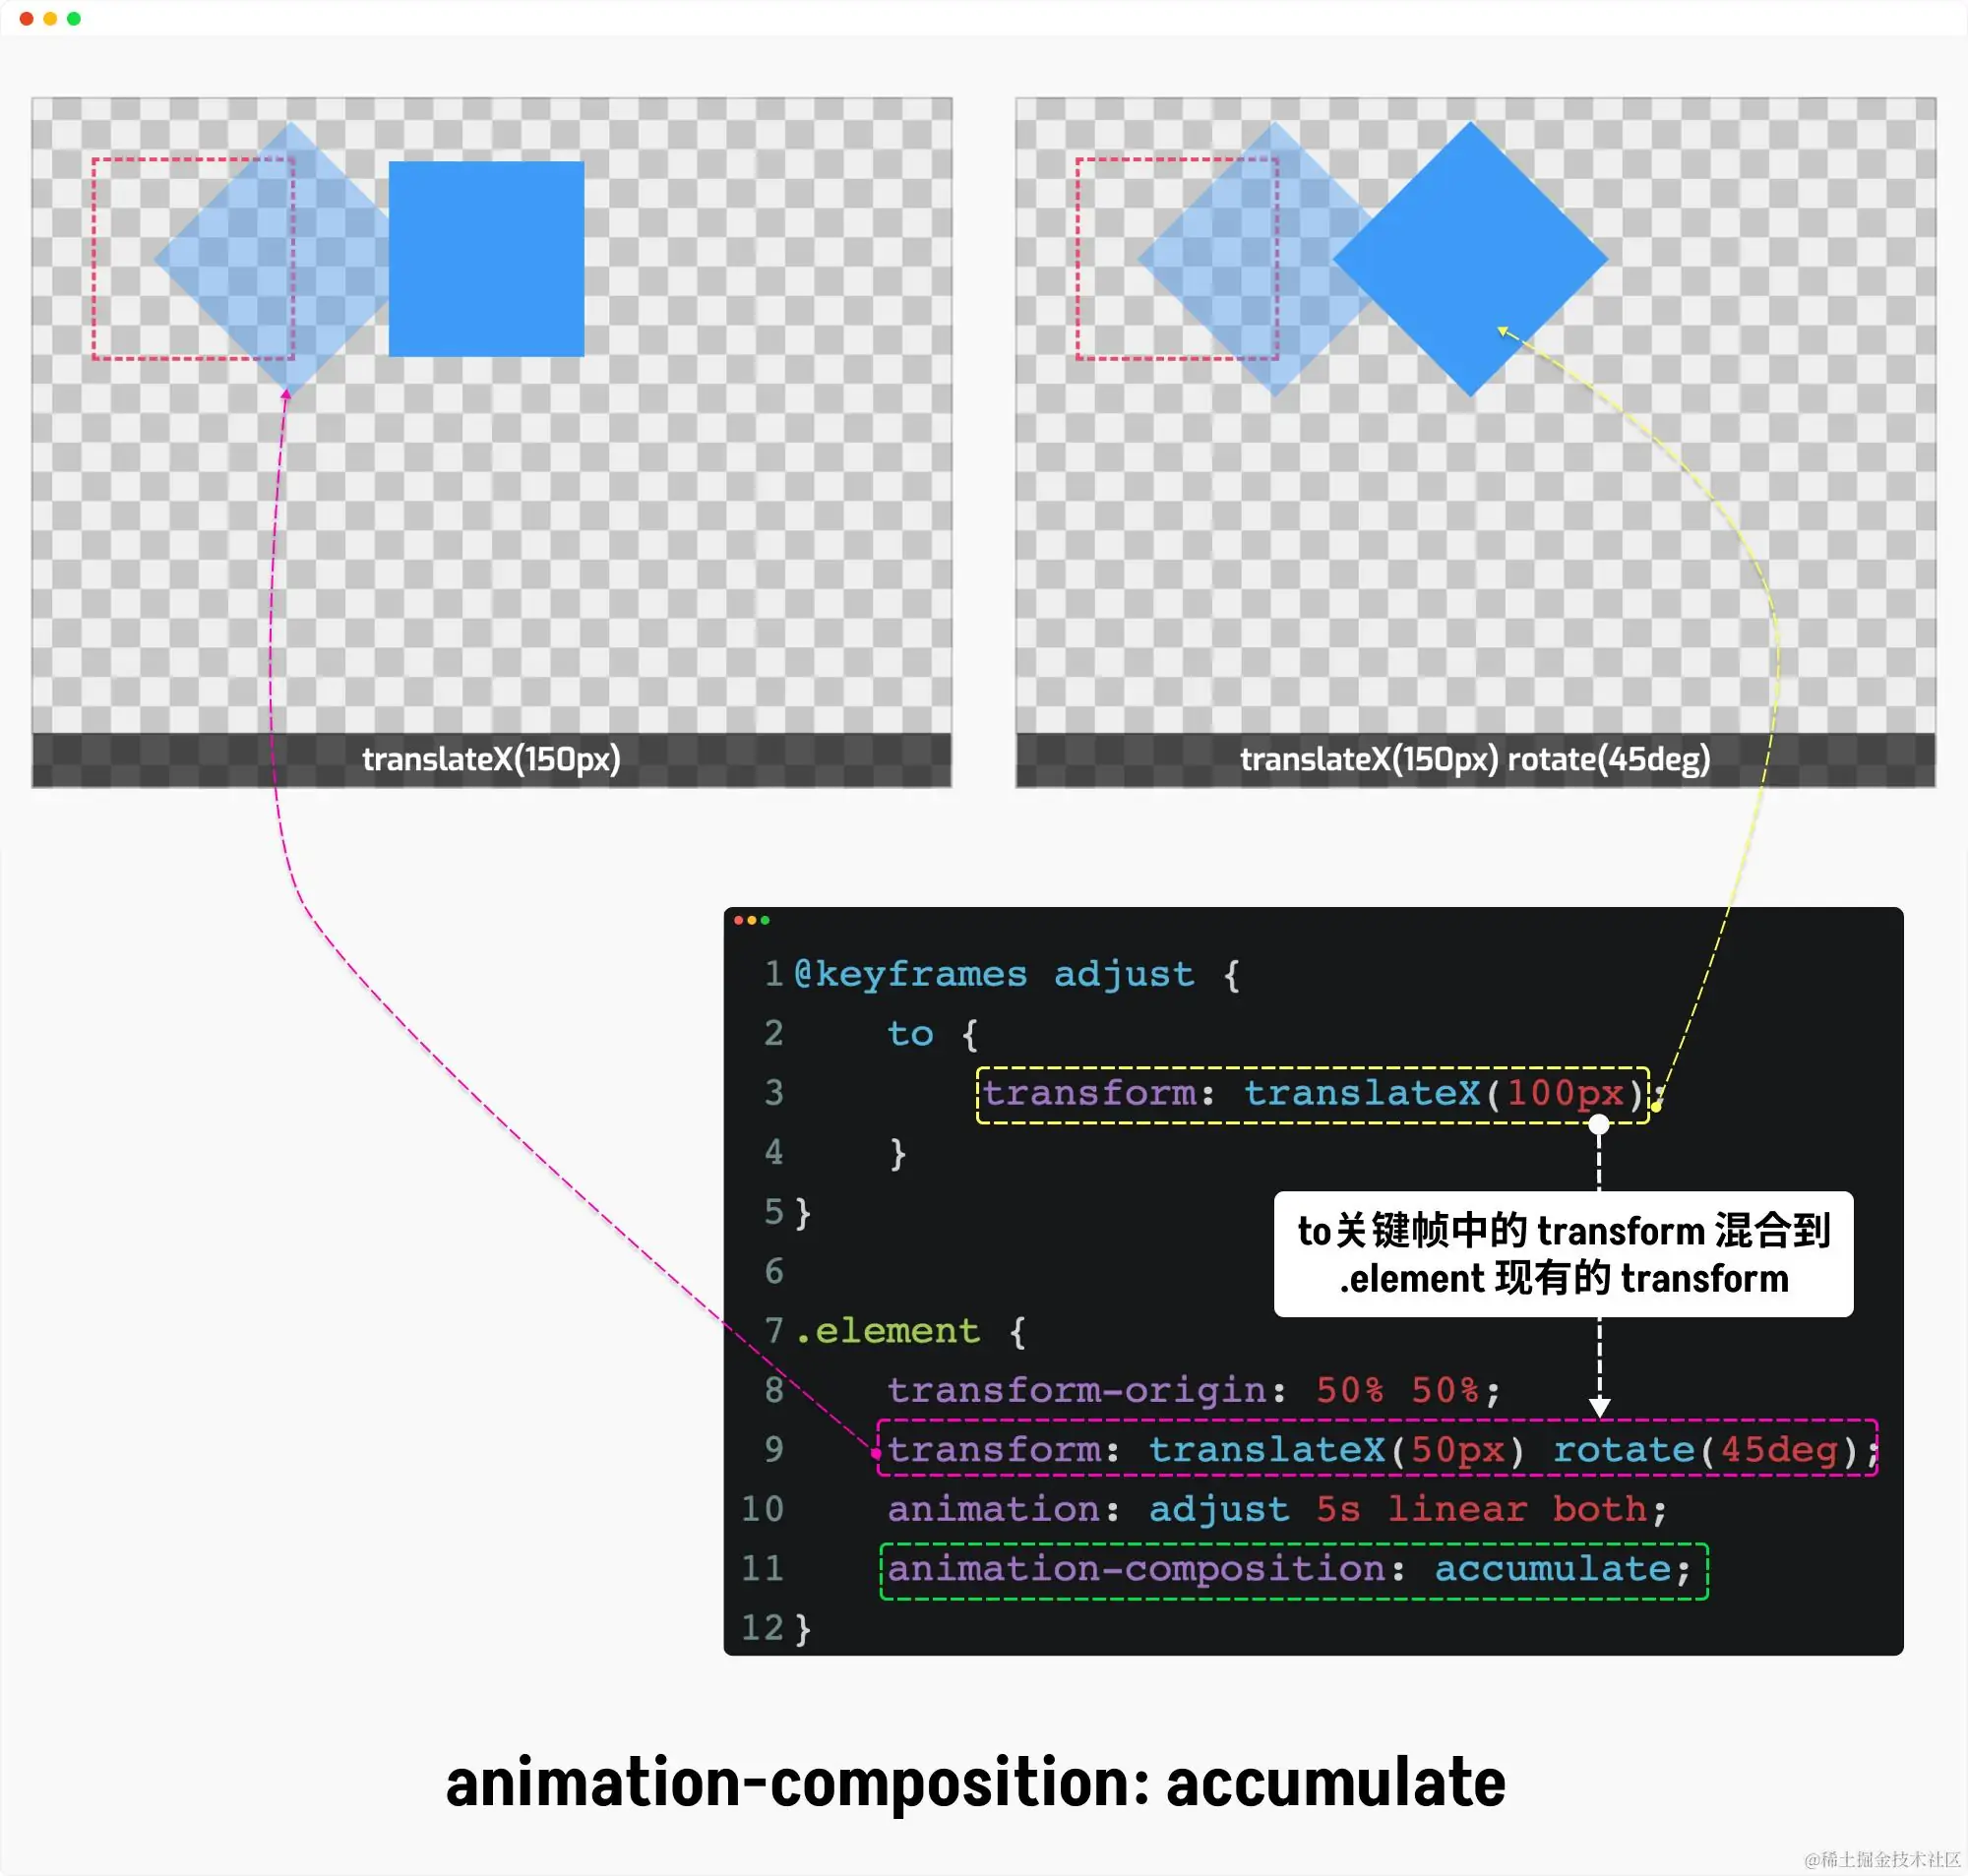 translateX(150px)
translateX(150px) rotate(45deg)
1 @keyframes adjust {
2 to {
3 transform: translateX(100px);
4 }
5 }
6
to关键帧中的 transform 混合到
.element 现有的 transform
7 .element {
8 transform-origin: 50% 50%;
9 transform: translateX(50px) rotate(45deg);
10 animation: adjust 5s linear both;
11 animation-composition: accumulate;
12 }
animation-composition: accumulate
@稀土掘金技术社区